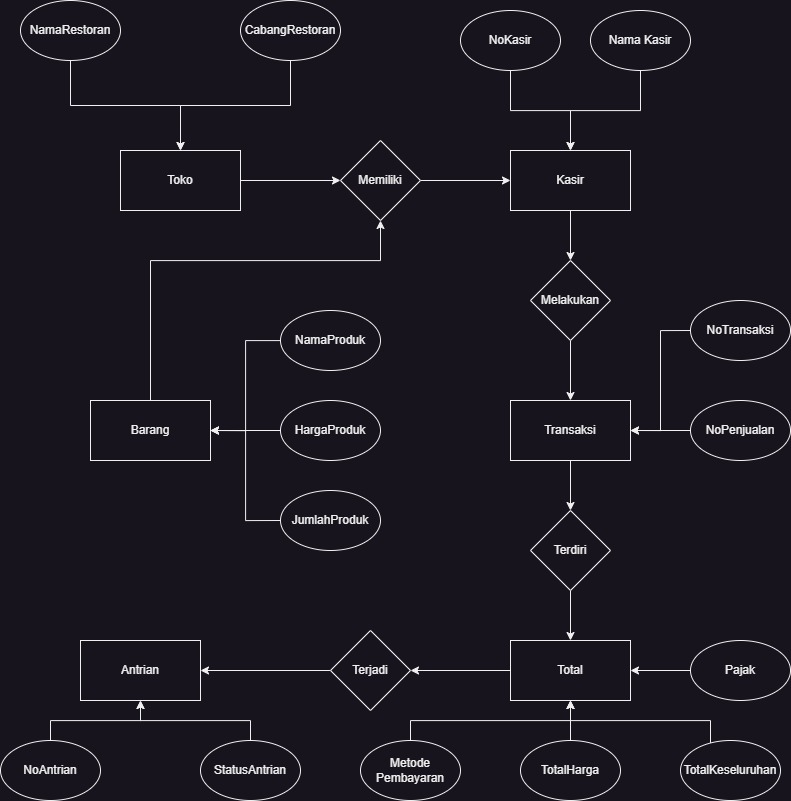 NamaRestoran
CabangRestoran
NoKasir
Nama Kasir
Toko
Memiliki
Kasir
Melakukan
NamaProduk
NoTransaksi
Barang
HargaProduk
Transaksi
NoPenjualan
JumlahProduk
Terdiri
Antrian
Terjadi
Total
Pajak
NoAntrian
StatusAntrian
Metode
Pembayaran
TotalHarga
TotalKeseluruhan